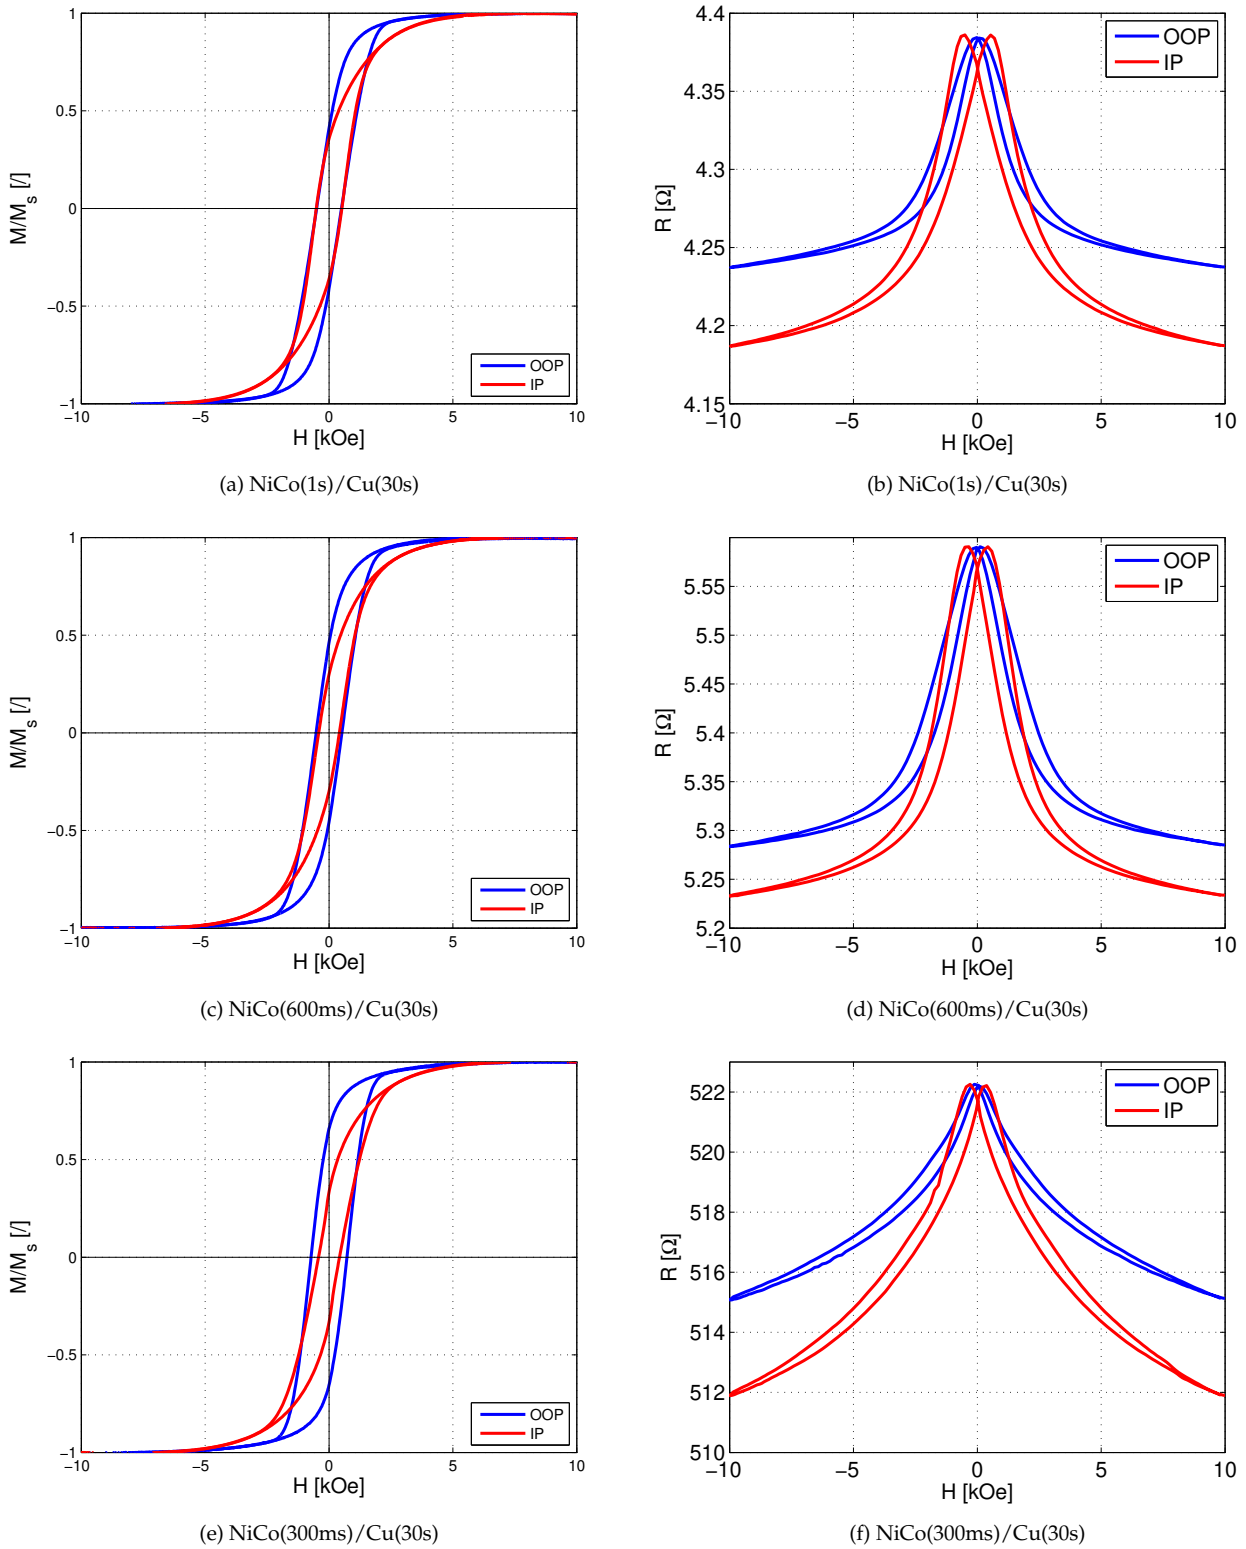 1
0.5
0
−0.5
−1
−10
−5
0
5
10
M/Ms [/]
H [kOe]
OOP
IP
(a) NiCo(1s)/Cu(30s)
4.4
4.35
4.3
4.25
4.2
4.15
−10
−5
0
5
10
R [Ω]
H [kOe]
OOP
IP
(b) NiCo(1s)/Cu(30s)
1
0.5
0
−0.5
−1
−10
−5
0
5
10
M/Ms [/]
H [kOe]
OOP
IP
(c) NiCo(600ms)/Cu(30s)
5.55
5.5
5.45
5.4
5.35
5.3
5.25
5.2
−10
−5
0
5
10
R [Ω]
H [kOe]
OOP
IP
(d) NiCo(600ms)/Cu(30s)
1
0.5
0
−0.5
−1
−10
−5
0
5
10
M/Ms [/]
H [kOe]
OOP
IP
(e) NiCo(300ms)/Cu(30s)
522
520
518
516
514
512
510
−10
−5
0
5
10
R [Ω]
H [kOe]
OOP
IP
(f) NiCo(300ms)/Cu(30s)